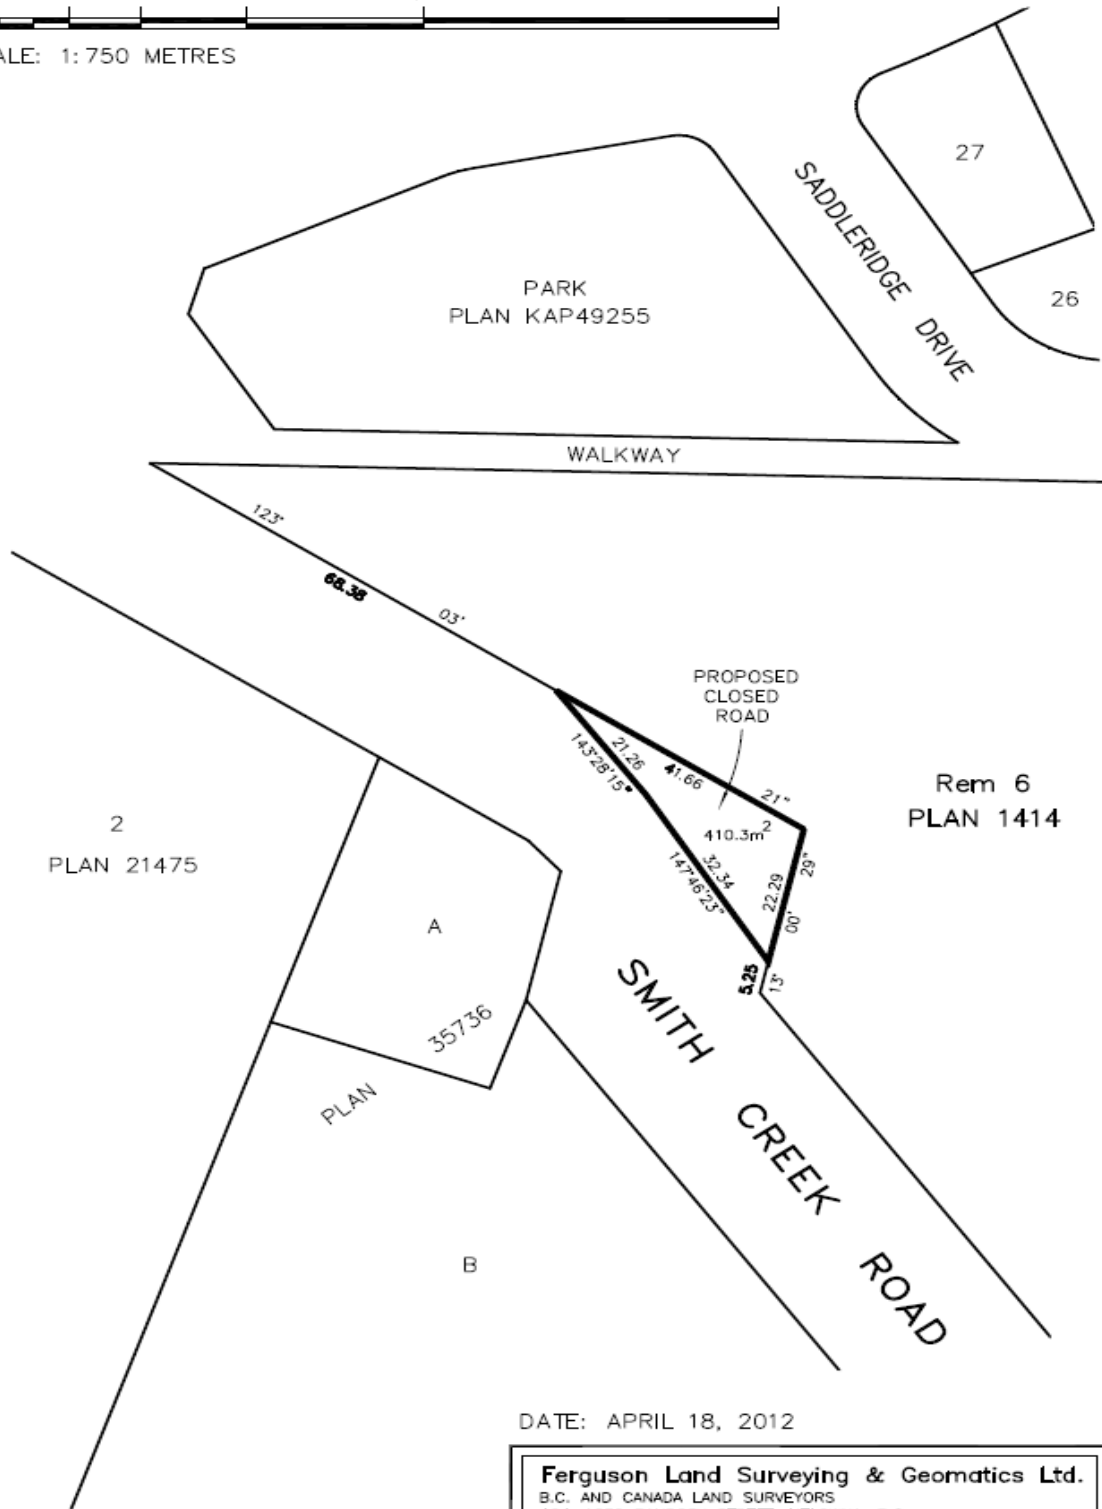 ALE: 1:750 METRES
27
SADDLERIDGE DRIVE
26
PARK
PLAN KAP49255
WALKWAY
123°
68.38
03'
PROPOSED
CLOSED
ROAD
21.26
143°28'15"
41.66
21"
Rem 6
PLAN 1414
410.3m²
2
PLAN 21475
32.34
147°46'23"
29"
22.29
00'
A
5.25
13°
35736
PLAN
SMITH CREEK ROAD
B
DATE: APRIL 18, 2012
Ferguson Land Surveying & Geomatics Ltd.
B.C. AND CANADA LAND SURVEYORS